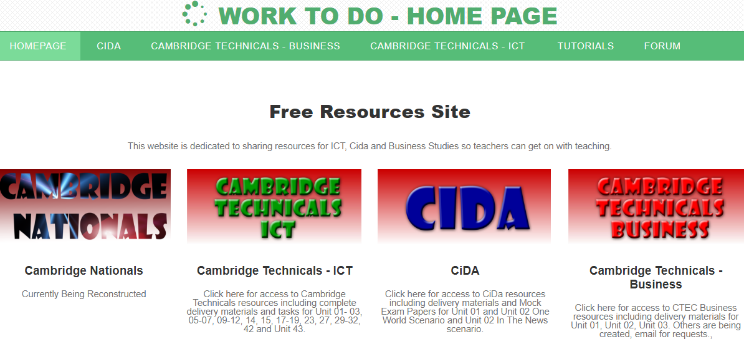 WORK TO DO - HOME PAGE
HOMEPAGE CIDA CAMBRIDGE TECHNICALS - BUSINESS CAMBRIDGE TECHNICALS - ICT TUTORIALS FORUM
Free Resources Site
This website is dedicated to sharing resources for ICT, Cida and Business Studies so teachers can get on with teaching.
CAMBRIDGE
NATIONALS
Cambridge Nationals
Currently Being Reconstructed
CAMBRIDGE
TECHNICALS
ICT
Cambridge Technicals - ICT
Click here for access to Cambridge
Technicals resources including complete
delivery materials and tasks for Unit 01- 03,
05-07, 09-12, 14, 15, 17-19, 23, 27, 29-32,
42 and Unit 43.
CIDA
CiDA
Click here for access to CiDa resources
including delivery materials and Mock
Exam Papers for Unit 01 and Unit 02 One
World Scenario and Unit 02 In The News
scenario.
CAMBRIDGE
TECHNICALS
BUSINESS
Cambridge Technicals -
Business
Click here for access to CTEC Business
resources including delivery materials for
Unit 01, Unit 02, Unit 03. Others are being
created, email for requests.,